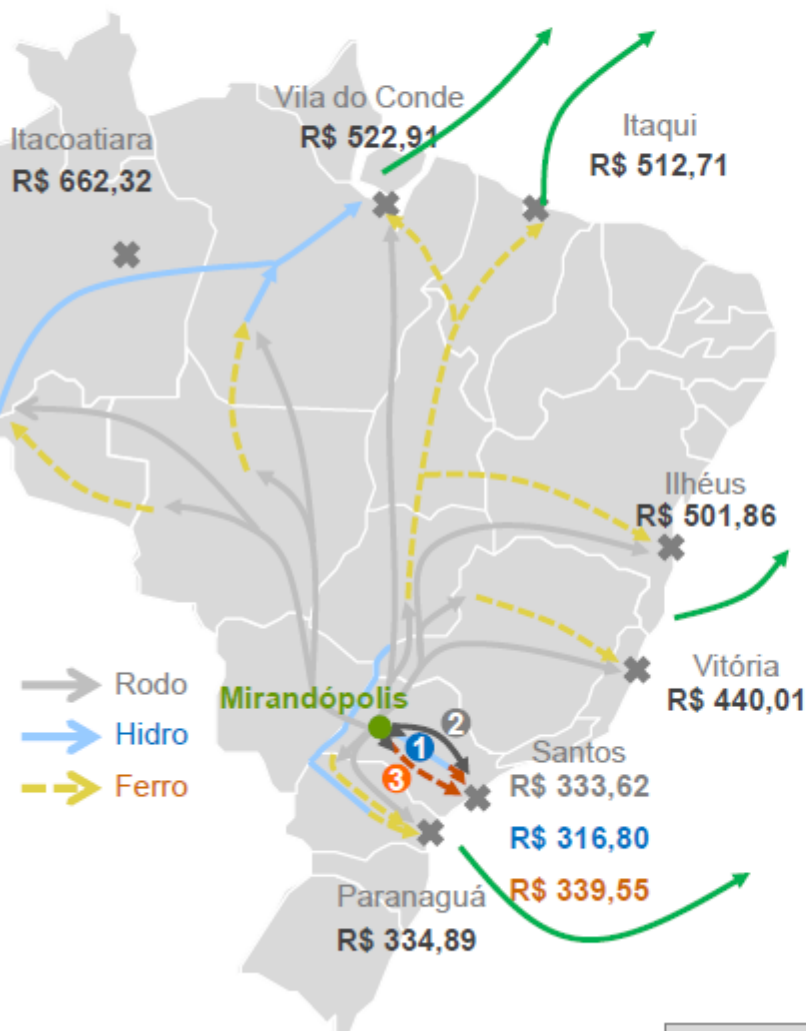 Vila do Conde
R$ 522,91
Itaqui
R$ 512,71
Itacoatiara
R$ 662,32
Ilhéus
R$ 501,86
Vitória
R$ 440,01
Rodo
Hidro
Ferro
Mirandópolis
2
1
3
Santos
R$ 333,62
R$ 316,80
R$ 339,55
Paranaguá
R$ 334,89